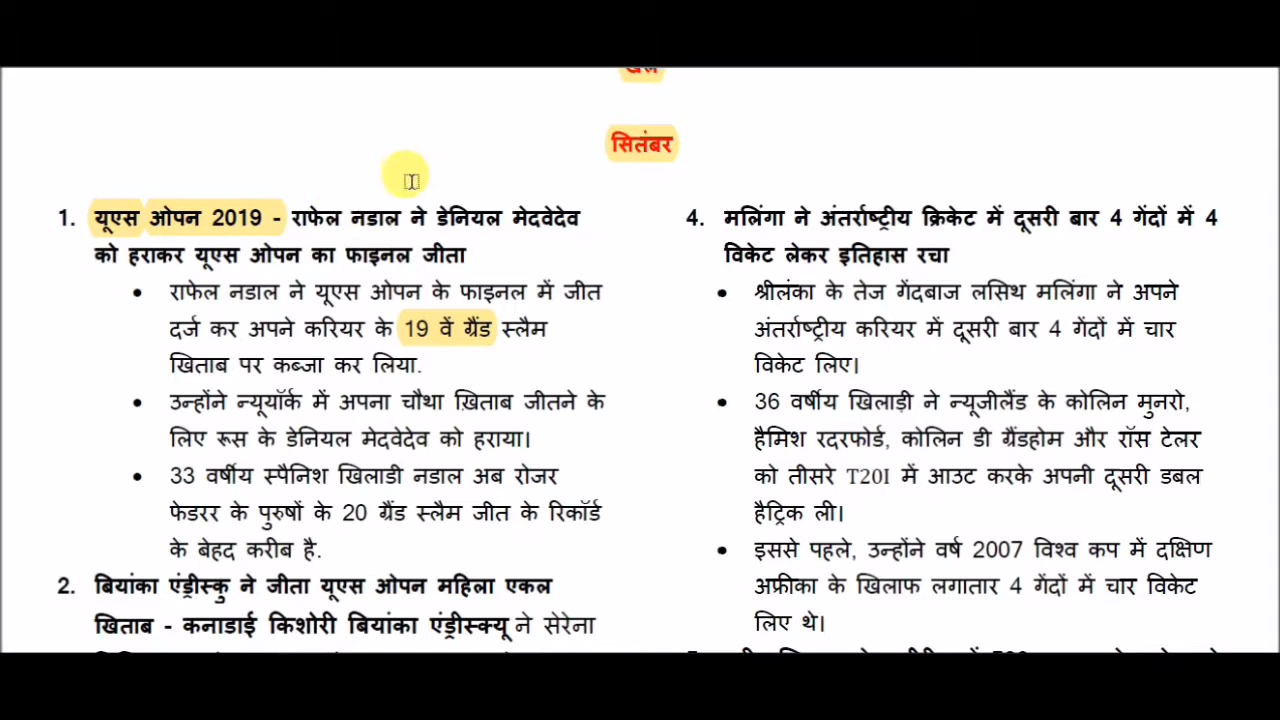 खेल
सितंबर
1. यूएस ओपन 2019 - राफेल नडाल ने डेनियल मेदवेदेव
को हराकर यूएस ओपन का फाइनल जीता
• राफेल नडाल ने यूएस ओपन के फाइनल में जीत
दर्ज कर अपने करियर के 19 वें ग्रैंड स्लैम
खिताब पर कब्जा कर लिया.
• उन्होंने न्यूयॉर्क में अपना चौथा ख़िताब जीतने के
लिए रूस के डेनियल मेदवेदेव को हराया।
• 33 वर्षीय स्पैनिश खिलाडी नडाल अब रोजर
फेडरर के पुरुषों के 20 ग्रैंड स्लैम जीत के रिकॉर्ड
के बेहद करीब है.
2. बियांका एंड्रीस्कु ने जीता यूएस ओपन महिला एकल
खिताब - कनाडाई किशोरी बियांका एंड्रीस्क्यू ने सेरेना
4. मलिंगा ने अंतर्राष्ट्रीय क्रिकेट में दूसरी बार 4 गेंदों में 4
विकेट लेकर इतिहास रचा
• श्रीलंका के तेज गेंदबाज लसिथ मलिंगा ने अपने
अंतर्राष्ट्रीय करियर में दूसरी बार 4 गेंदों में चार
विकेट लिए।
• 36 वर्षीय खिलाड़ी ने न्यूजीलैंड के कोलिन मुनरो,
हैमिश रदरफोर्ड, कोलिन डी ग्रैंडहोम और रॉस टेलर
को तीसरे T20I में आउट करके अपनी दूसरी डबल
हैट्रिक ली।
• इससे पहले, उन्होंने वर्ष 2007 विश्व कप में दक्षिण
अफ्रीका के खिलाफ लगातार 4 गेंदों में चार विकेट
लिए थे।